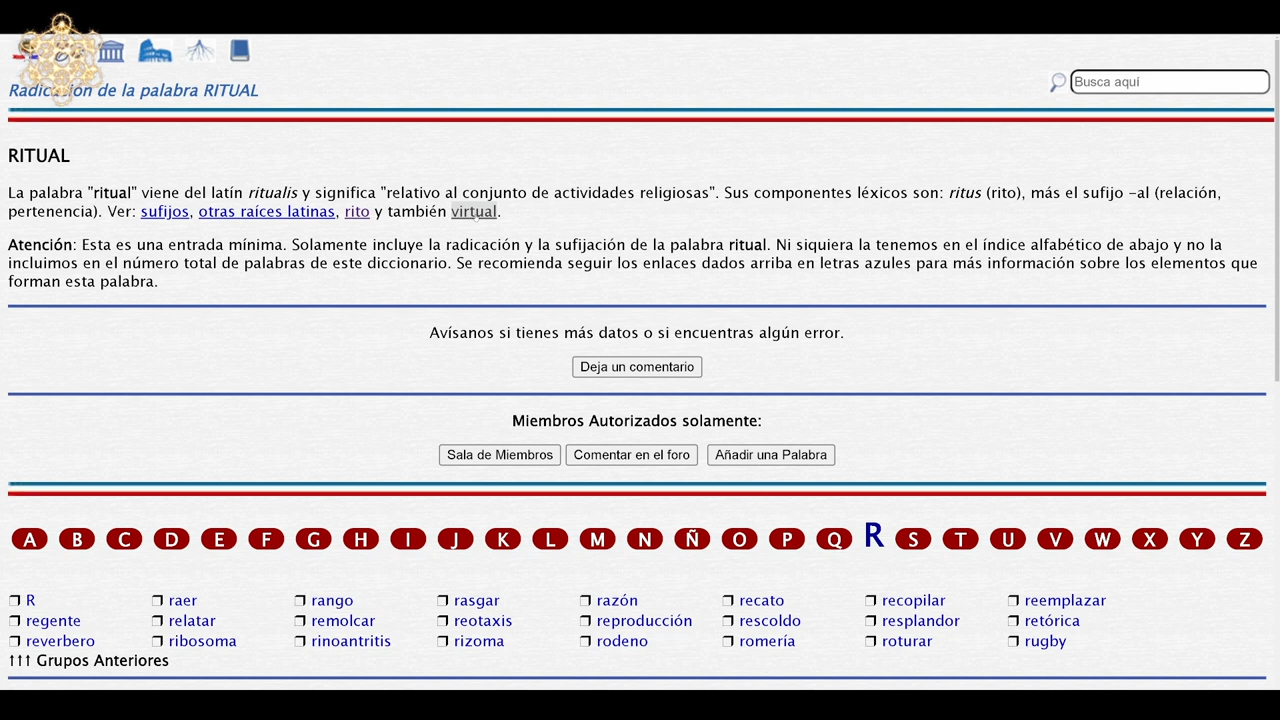 Radicación de la palabra RITUAL
Busca aquí
RITUAL
La palabra "ritual" viene del latín ritualis y significa "relativo al conjunto de actividades religiosas". Sus componentes léxicos son: ritus (rito), más el sufijo -al (relación,
pertenencia). Ver: sufijos, otras raíces latinas, rito y también virtual.
Atención: Esta es una entrada mínima. Solamente incluye la radicación y la sufijación de la palabra ritual. Ni siquiera la tenemos en el índice alfabético de abajo y no la
incluimos en el número total de palabras de este diccionario. Se recomienda seguir los enlaces dados arriba en letras azules para más información sobre los elementos que
forman esta palabra.
Avísanos si tienes más datos o si encuentras algún error.
Deja un comentario
Miembros Autorizados solamente:
Sala de Miembros Comentar en el foro Añadir una Palabra
A B C D E F G H I J K L M N Ñ O P Q R S T U V W X Y Z
❒ R ❒ raer ❒ rango ❒ rasgar ❒ razón ❒ recato ❒ recopilar ❒ reemplazar
❒ regente ❒ relatar ❒ remolcar ❒ reotaxis ❒ reproducción ❒ rescoldo ❒ resplandor ❒ retórica
❒ reverbero ❒ ribosoma ❒ rinoantritis ❒ rizoma ❒ rodeno ❒ romería ❒ roturar ❒ rugby
↑↑↑ Grupos Anteriores